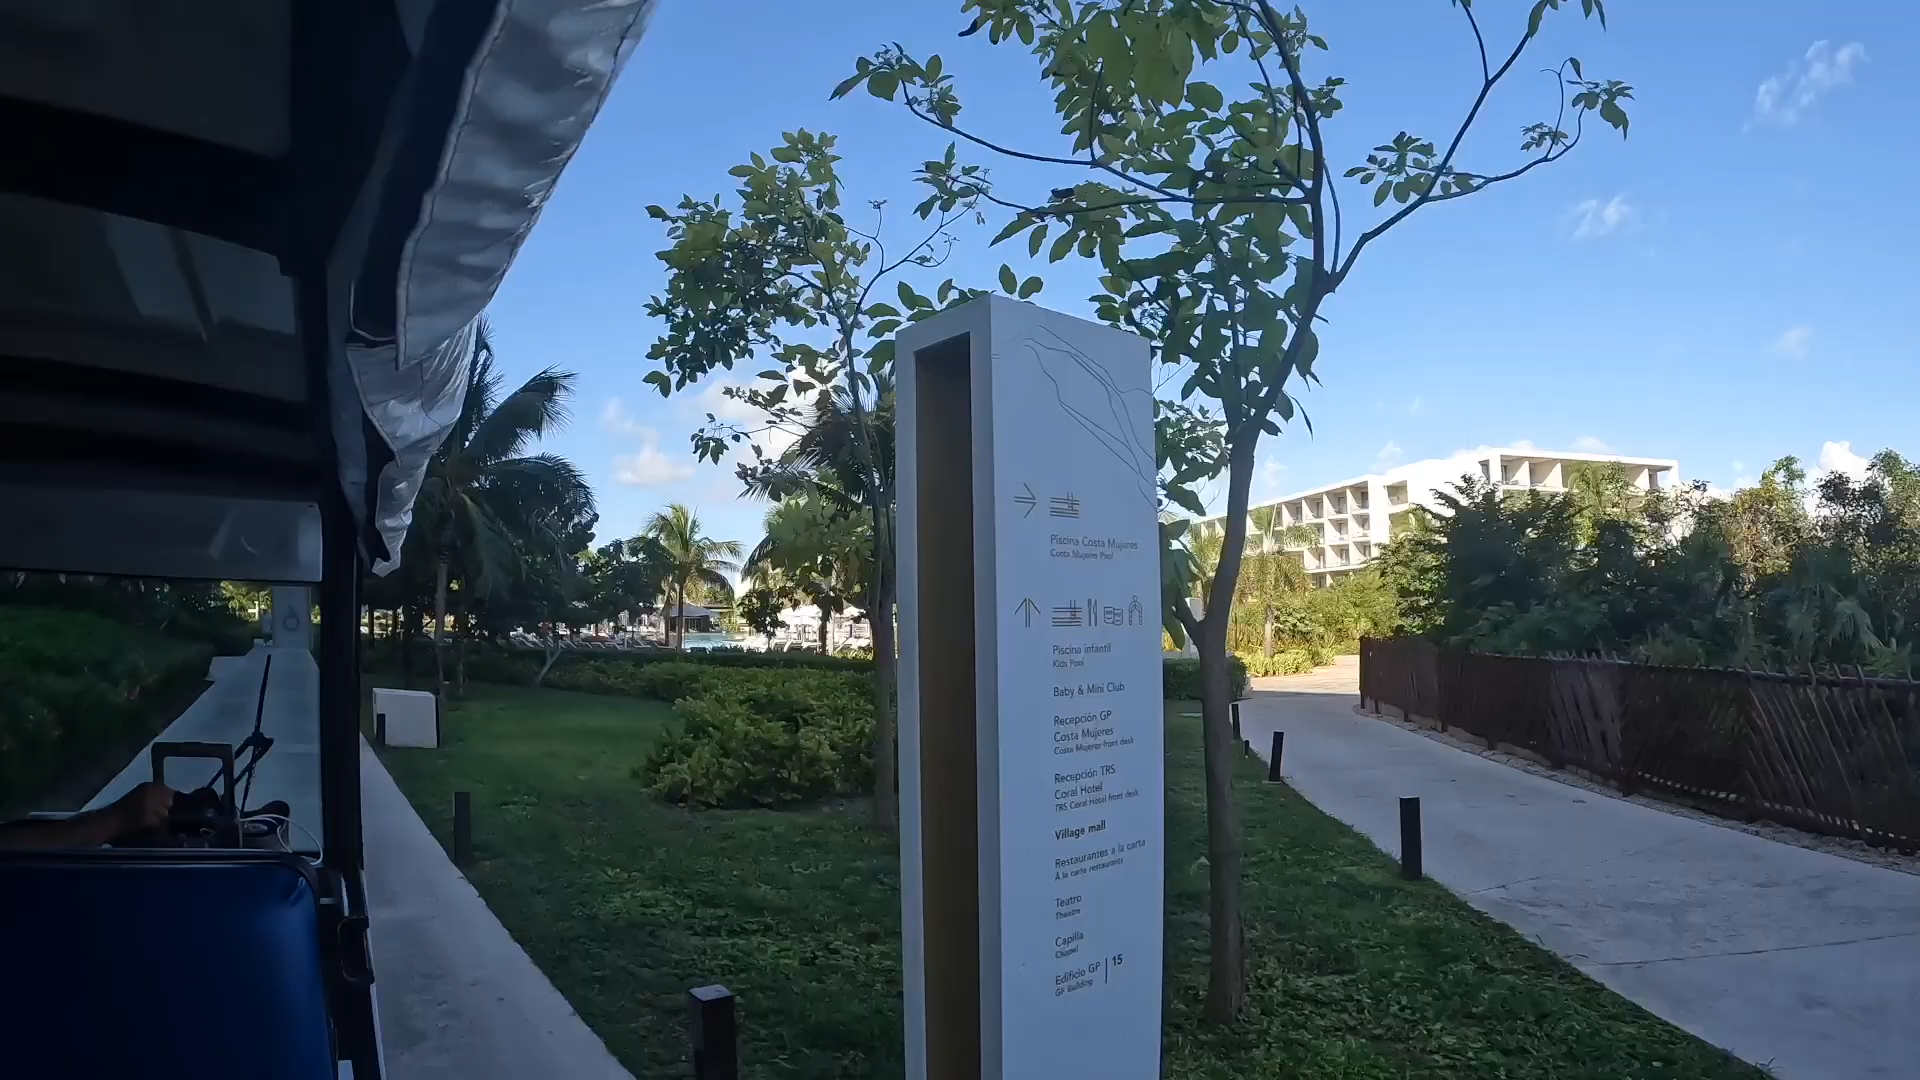 Piscina Costa Mujeres
Costa Mujeres Pool
Piscina infantil
Kids Pool
Baby & Mini Club
Recepción GP
Costa Mujeres
Costa Mujeres front desk
Recepción TRS
Coral Hotel
TRS Coral Hotel front desk
Village mall
Restaurantes a la carta
À la carte restaurants
Teatro
Theatre
Capilla
Chapel
Edificio GP | 15
GP Building